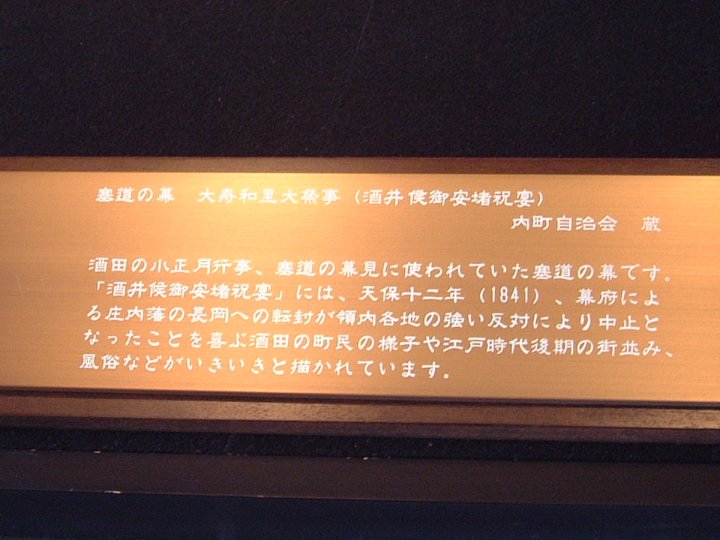 塞道の幕　大寿和里大祭事（酒井侯御安堵祝宴）
内町自治会　蔵
酒田の小正月行事、塞道の幕見に使われていた塞道の幕です。
「酒井候御安堵祝宴」には、天保十二年（1841）、幕府によ
る庄内藩の長岡への転封が領内各地の強い反対により中止と
なったことを喜ぶ酒田の町民の様子や江戸時代後期の街並み、
風俗などがいきいきと描かれています。